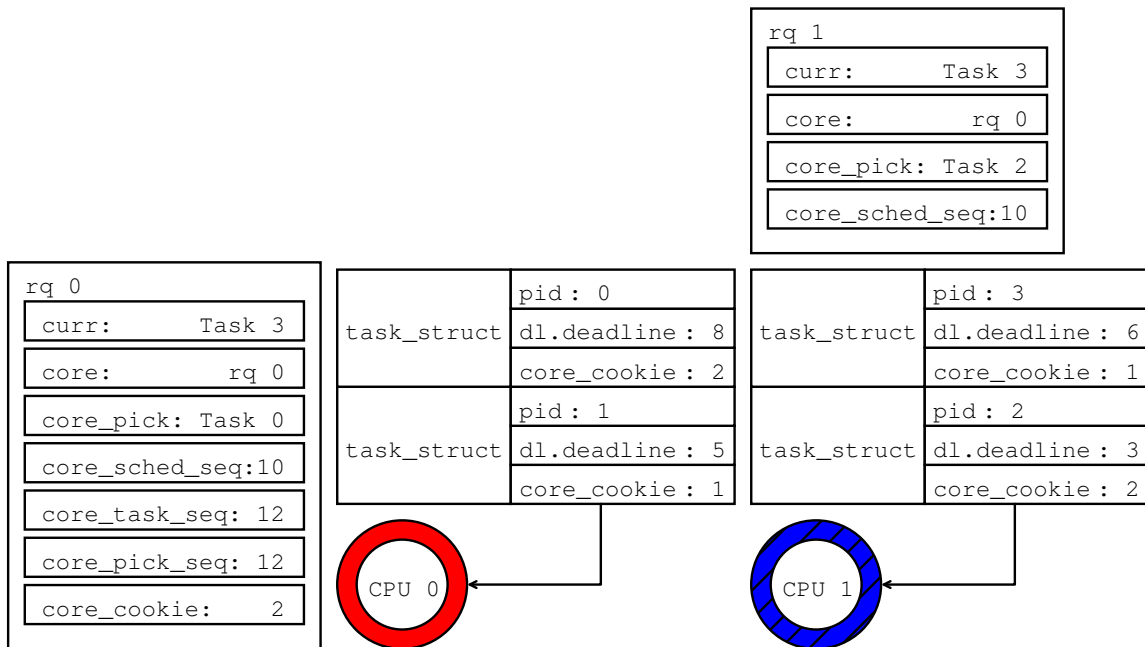 rq 1
curr: Task 3
core: rq 0
core_pick: Task 2
core_sched_seq:10
rq 0
curr: Task 3
core: rq 0
core_pick: Task 0
core_sched_seq:10
core_task_seq: 12
core_pick_seq: 12
core_cookie: 2
task_struct
pid : 0
dl.deadline : 8
core_cookie : 2
task_struct
pid : 1
dl.deadline : 5
core_cookie : 1
task_struct
pid : 3
dl.deadline : 6
core_cookie : 1
task_struct
pid : 2
dl.deadline : 3
core_cookie : 2
CPU 0
CPU 1